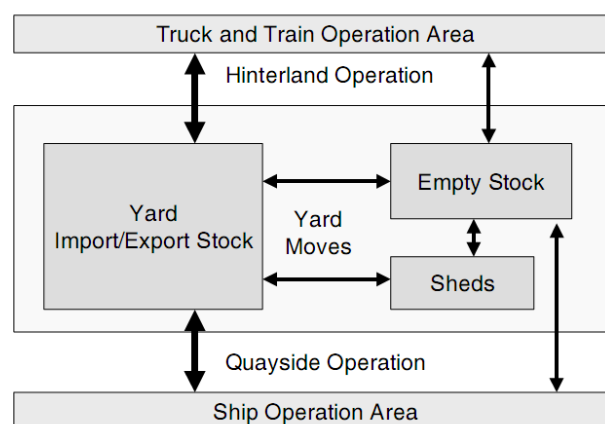 Truck and Train Operation Area
Hinterland Operation
Empty Stock
Yard
Import/Export Stock
Yard
Moves
Sheds
Quayside Operation
Ship Operation Area